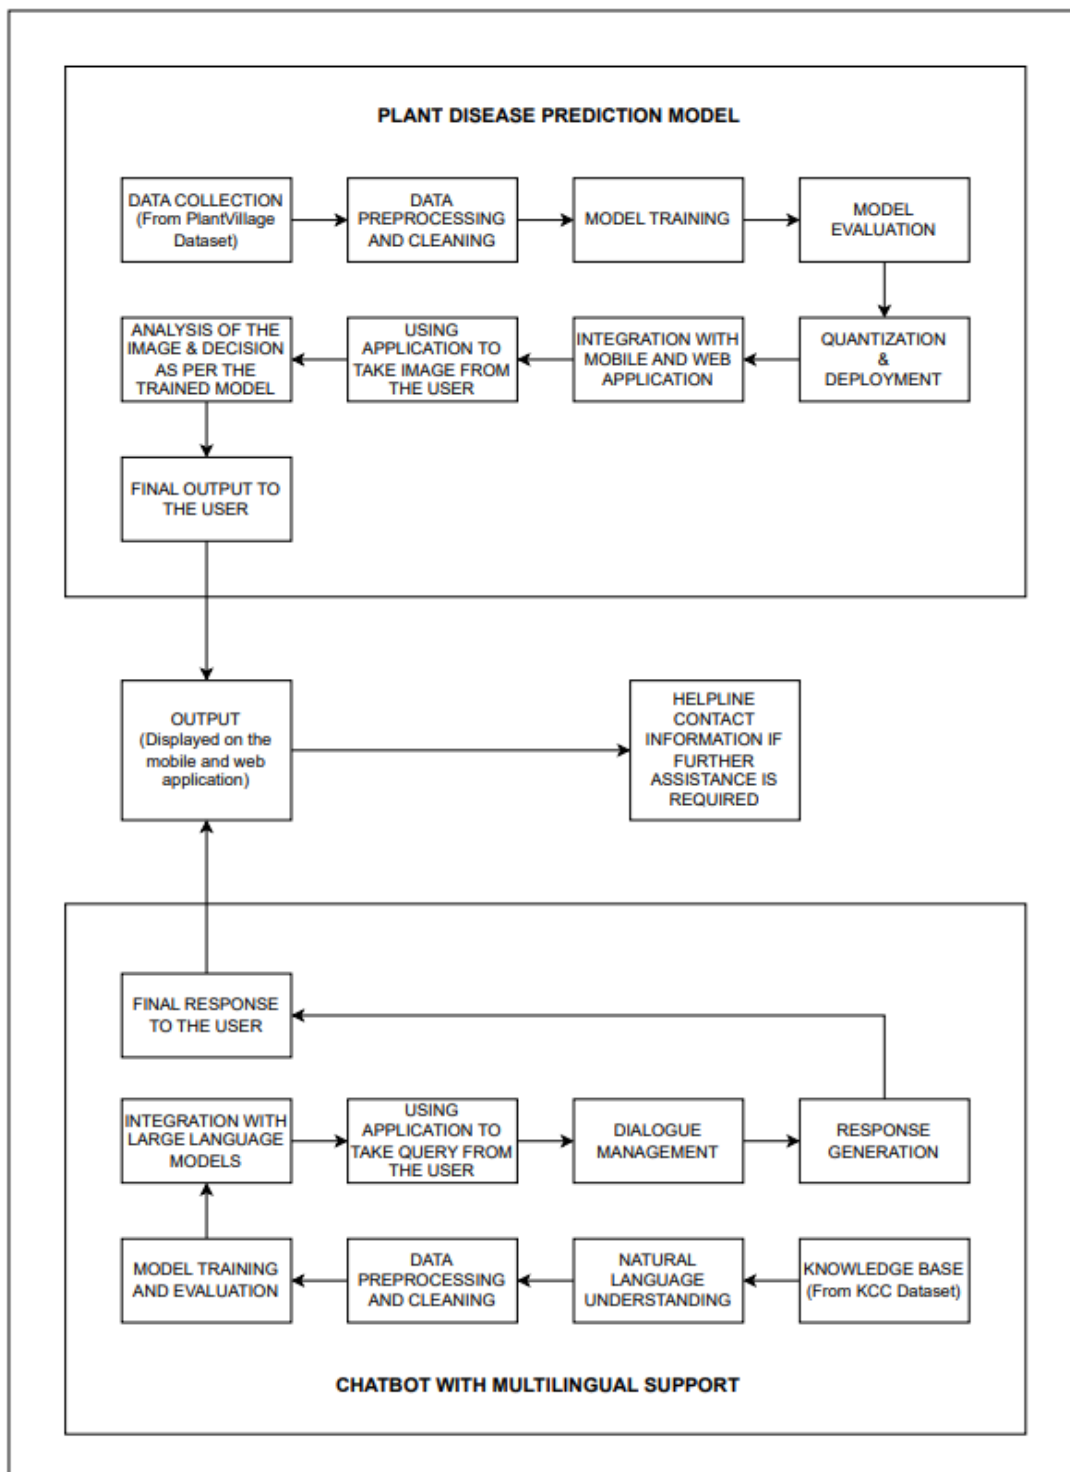 PLANT DISEASE PREDICTION MODEL
DATA COLLECTION
(From PlantVillage
Dataset)
DATA
PREPROCESSING
AND CLEANING
MODEL TRAINING
MODEL
EVALUATION
ANALYSIS OF THE
IMAGE & DECISION
AS PER THE
TRAINED MODEL
USING
APPLICATION TO
TAKE IMAGE FROM
THE USER
INTEGRATION WITH
MOBILE AND WEB
APPLICATION
QUANTIZATION
&
DEPLOYMENT
FINAL OUTPUT TO
THE USER
OUTPUT
(Displayed on the
mobile and web
application)
HELPLINE
CONTACT
INFORMATION IF
FURTHER
ASSISTANCE IS
REQUIRED
FINAL RESPONSE
TO THE USER
INTEGRATION WITH
LARGE LANGUAGE
MODELS
USING
APPLICATION TO
TAKE QUERY FROM
THE USER
DIALOGUE
MANAGEMENT
RESPONSE
GENERATION
MODEL TRAINING
AND EVALUATION
DATA
PREPROCESSING
AND CLEANING
NATURAL
LANGUAGE
UNDERSTANDING
KNOWLEDGE BASE
(From KCC Dataset)
CHATBOT WITH MULTILINGUAL SUPPORT